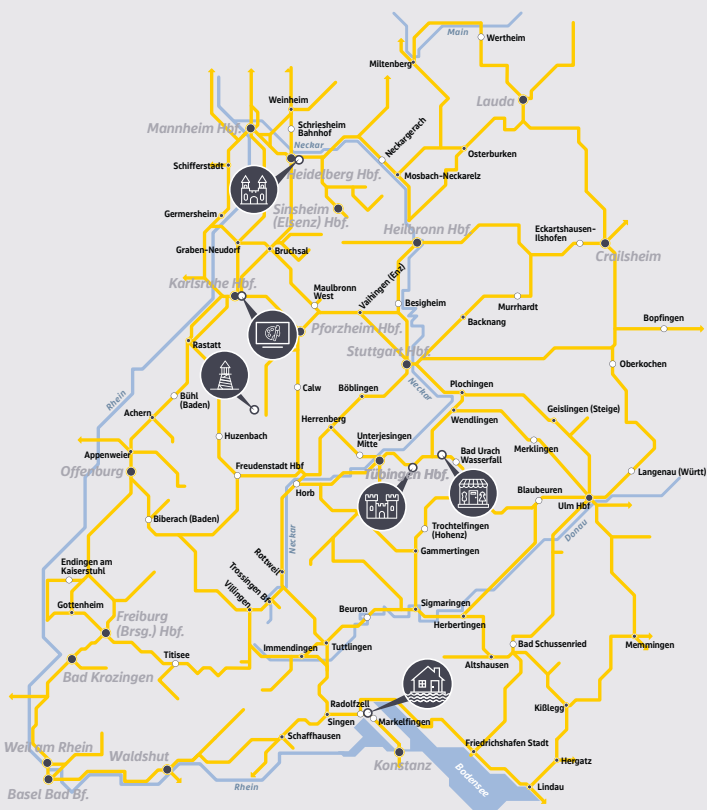 Main
Wertheim
Miltenberg
Lauda
Weinheim
Mannheim Hbf.
Schriesheim
Bahnhof
Neckar
Neckargerach
Osterburken
Schifferstadt
Heidelberg Hbf.
Mosbach-Neckarelz
Germersheim
Sinsheim
(Elsenz) Hbf.
Heilbronn Hbf.
Eckartshausen-
Ilshofen
Graben-Neudorf
Bruchsal
Crailsheim
Karlsruhe Hbf.
Maulbronn
West
Vaihingen (Enz)
Besigheim
Murrhardt
Bopfingen
Backnang
Pforzheim Hbf.
Rastatt
Stuttgart Hbf.
Oberkochen
Rhein
Neckar
Calw
Böblingen
Plochingen
Bühl
(Baden)
Achern
Wendlingen
Geislingen (Steige)
Herrenberg
Huzenbach
Unterjesingen
Mitte
Merklingen
Appenweier
Bad Urach
Wasserfall
Offenburg
Freudenstadt Hbf
Tübingen Hbf.
Langenau (Württ)
Horb
Blaubeuren
Ulm Hbf
Biberach (Baden)
Trochtelfingen
(Hohenz)
Donau
Neckar
Gammertingen
Endingen am
Kaiserstuhl
Rottweil
Trossingen Bf.
Villingen
Gottenheim
Beuron
Sigmaringen
Freiburg
(Brsg.) Hbf.
Herbertingen
Titisee
Immendingen
Tuttlingen
Bad Schussenried
Memmingen
Altshausen
Bad Krozingen
Radolfzell
Kißlegg
Singen
Markelfingen
Schaffhausen
Weil am Rhein
Waldshut
Friedrichshafen Stadt
Konstanz
Hergatz
Bodensee
Basel Bad Bf.
Rhein
Lindau